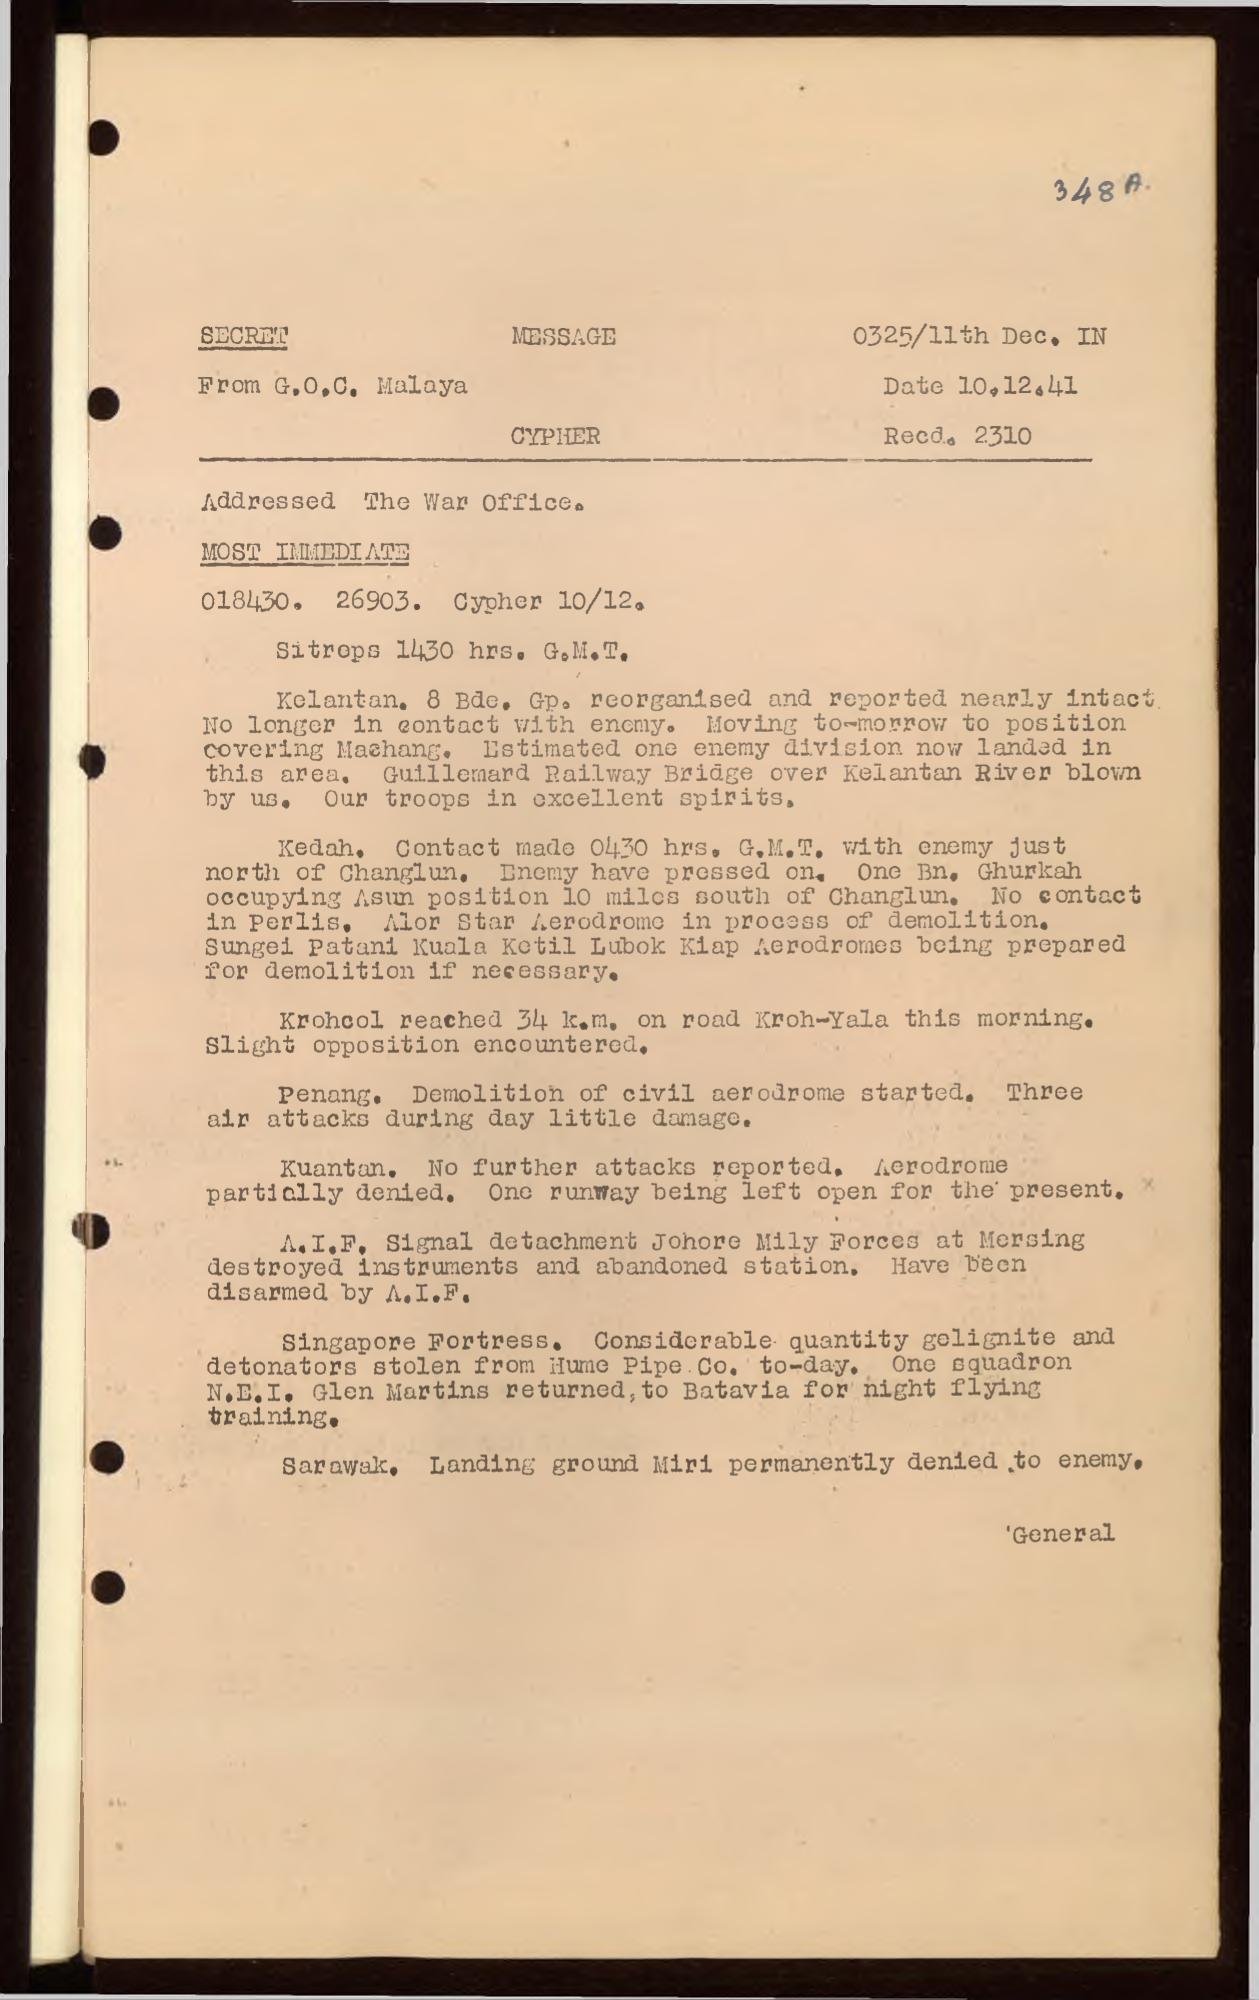 348A.
SECRET MESSAGE 0325/11th Dec. IN
From G.O.C. Malaya Date 10.12.41
CYPHER Recd. 2310
Addressed The War Office.
MOST IMMEDIATE
018430. 26903. Cypher 10/12.
Sitreps 1430 hrs. G.M.T.
Kelantan. 8 Bde. Gp. reorganised and reported nearly intact.
No longer in contact with enemy. Moving to-morrow to position
covering Machang. Estimated one enemy division now landed in
this area. Guillemard Railway Bridge over Kelantan River blown
by us. Our troops in excellent spirits.
Kedah. Contact made 0430 hrs. G.M.T. with enemy just
north of Changlun. Enemy have pressed on. One Bn. Ghurkah
occupying Asun position 10 miles south of Changlun. No contact
in Perlis. Alor Star Aerodrome in process of demolition.
Sungei Patani Kuala Ketil Lubok Kiap Aerodromes being prepared
for demolition if necessary.
Krohcol reached 34 k.m. on road Kroh-Yala this morning.
Slight opposition encountered.
Penang. Demolition of civil aerodrome started. Three
air attacks during day little damage.
Kuantan. No further attacks reported. Aerodrome
partially denied. One runway being left open for the present.
A.I.F. Signal detachment Johore Mily Forces at Mersing
destroyed instruments and abandoned station. Have been
disarmed by A.I.F.
Singapore Fortress. Considerable quantity gelignite and
detonators stolen from Hume Pipe Co. to-day. One squadron
N.E.I. Glen Martins returned to Batavia for night flying
training.
Sarawak. Landing ground Miri permanently denied to enemy.
'General